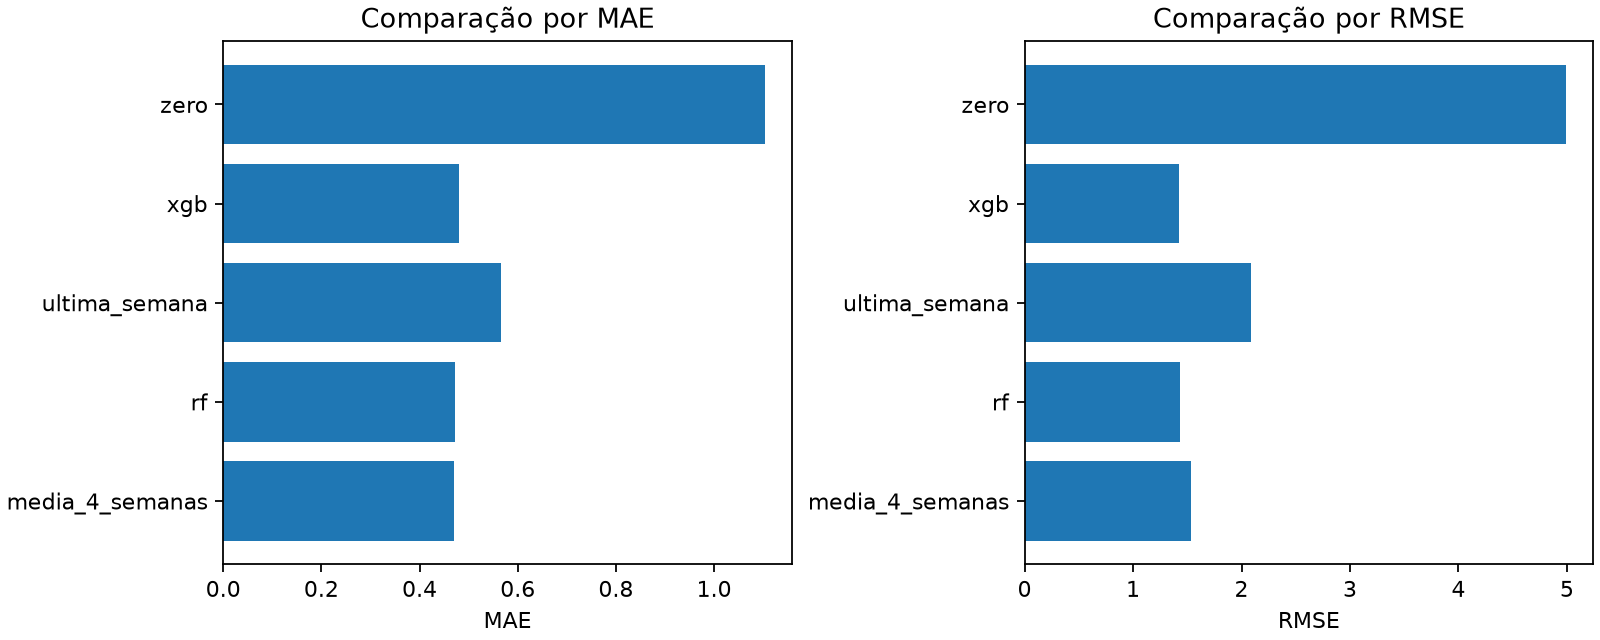 Comparação por MAE
zero
xgb
ultima_semana
rf
media_4_semanas
0.0 0.2 0.4 0.6 0.8 1.0
MAE
Comparação por RMSE
zero
xgb
ultima_semana
rf
media_4_semanas
0 1 2 3 4 5
RMSE